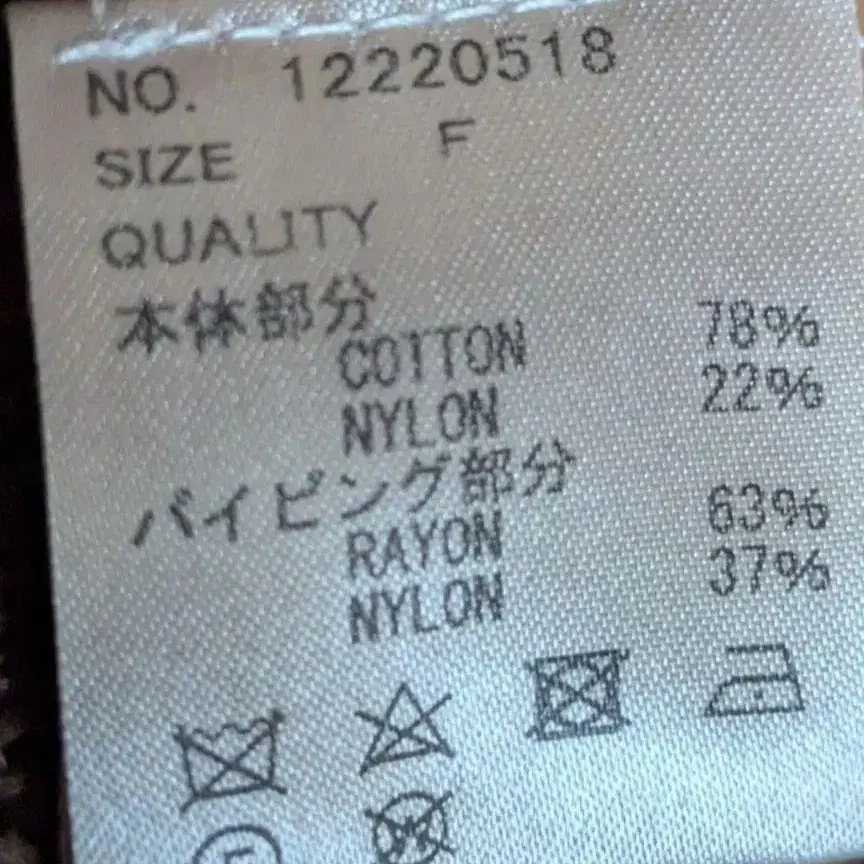 NO. 12220518
SIZE F
QUALITY
本体部分
COTTON 78%
NYLON 22%
パイピング部分
RAYON 63%
NYLON 37%